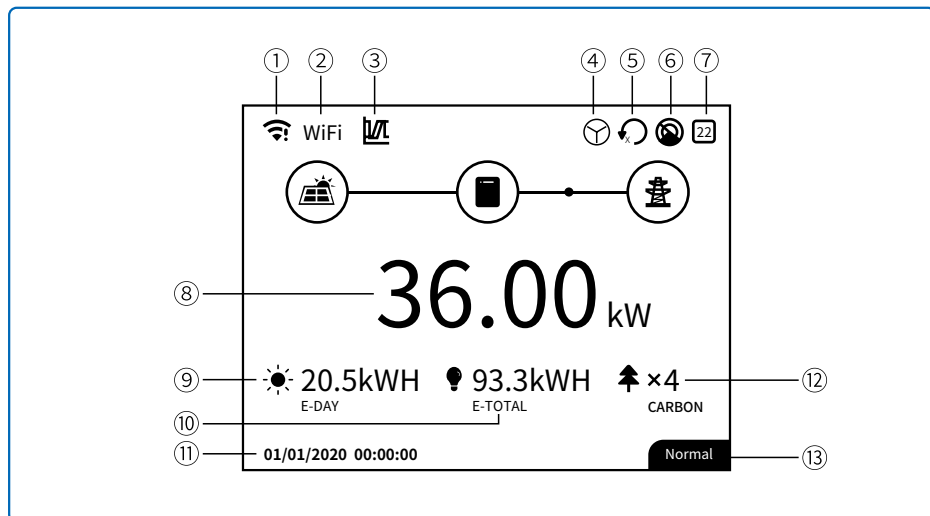 ① ② ③ ④ ⑤ ⑥ ⑦
WiFi 22
x
⑧ 36.00 kW
⑨ 20.5kWH 93.3kWH ×4 ⑫
E-DAY E-TOTAL CARBON
⑩
⑪ 01/01/2020 00:00:00 Normal ⑬